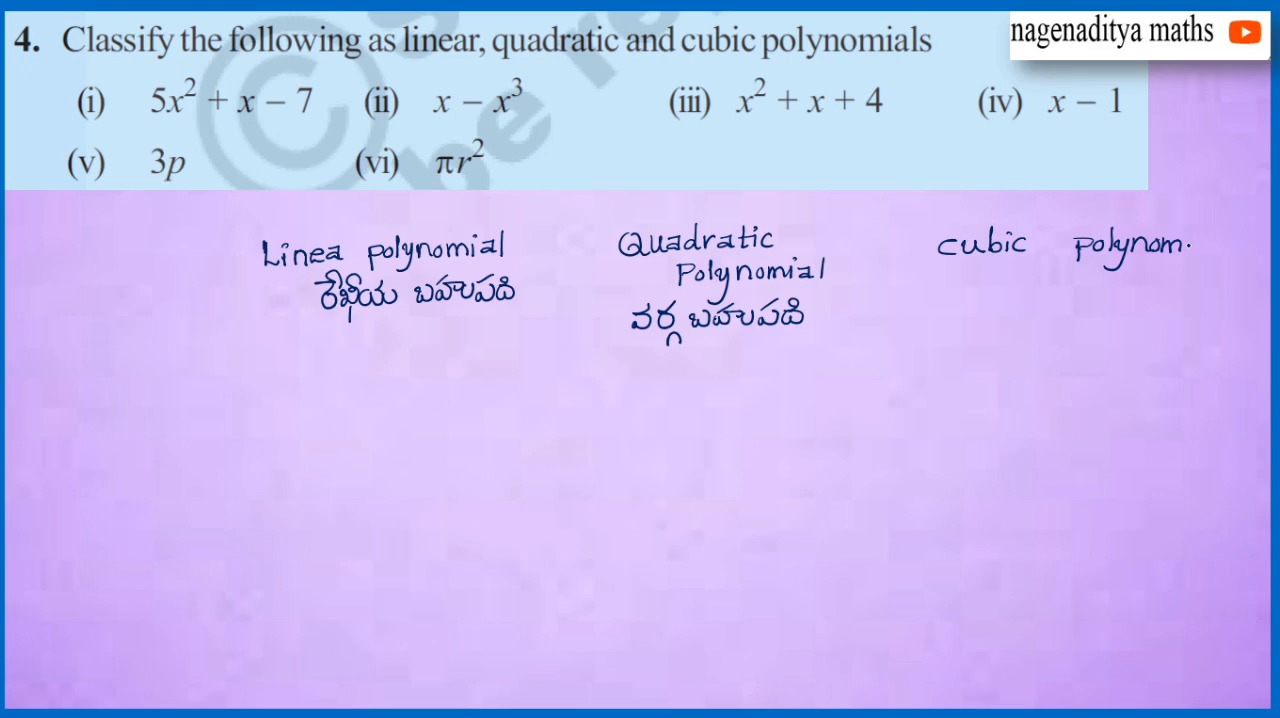 4. Classify the following as linear, quadratic and cubic polynomials
nagenaditya maths
(i) 5x² + x − 7 (ii) x − x³ (iii) x² + x + 4 (iv) x − 1
(v) 3p (vi) πr²
Linea polynomial
రేఖీయ బహుపది
Quadratic
Polynomial
వర్గ బహుపది
cubic polynom.